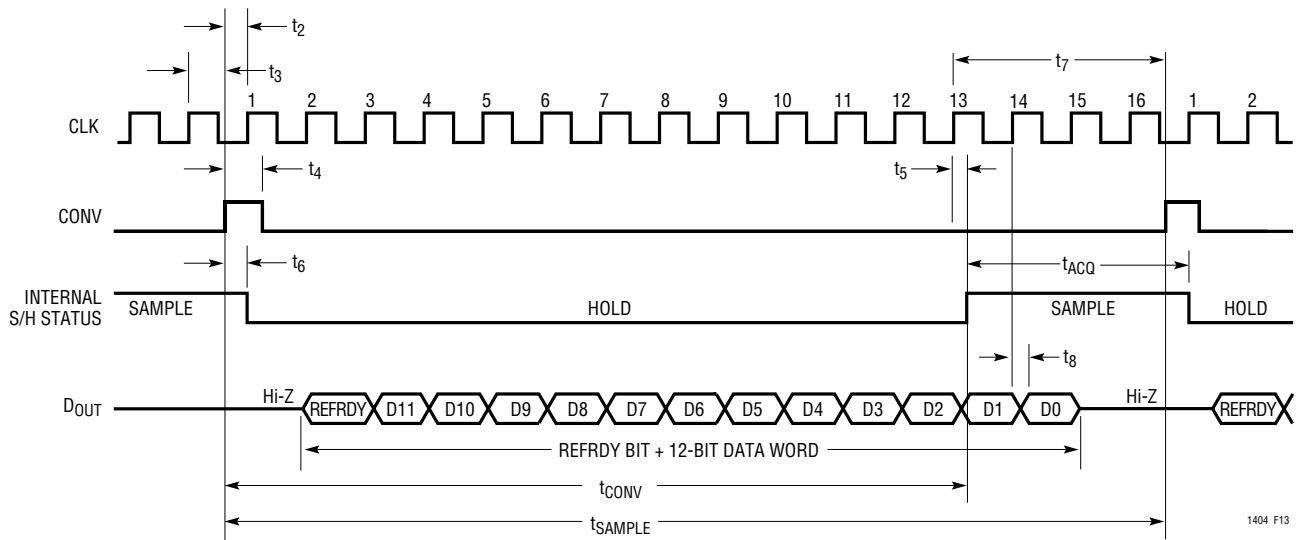 t2
t3
t7
1 2 3 4 5 6 7 8 9 10 11 12 13 14 15 16 1 2
CLK
t4
t5
CONV
t6
tACQ
INTERNAL
S/H STATUS
SAMPLE HOLD SAMPLE HOLD
t8
DOUT
Hi-Z REFRDY D11 D10 D9 D8 D7 D6 D5 D4 D3 D2 D1 D0 Hi-Z REFRDY
REFRDY BIT + 12-BIT DATA WORD
tCONV
tSAMPLE
1404 F13